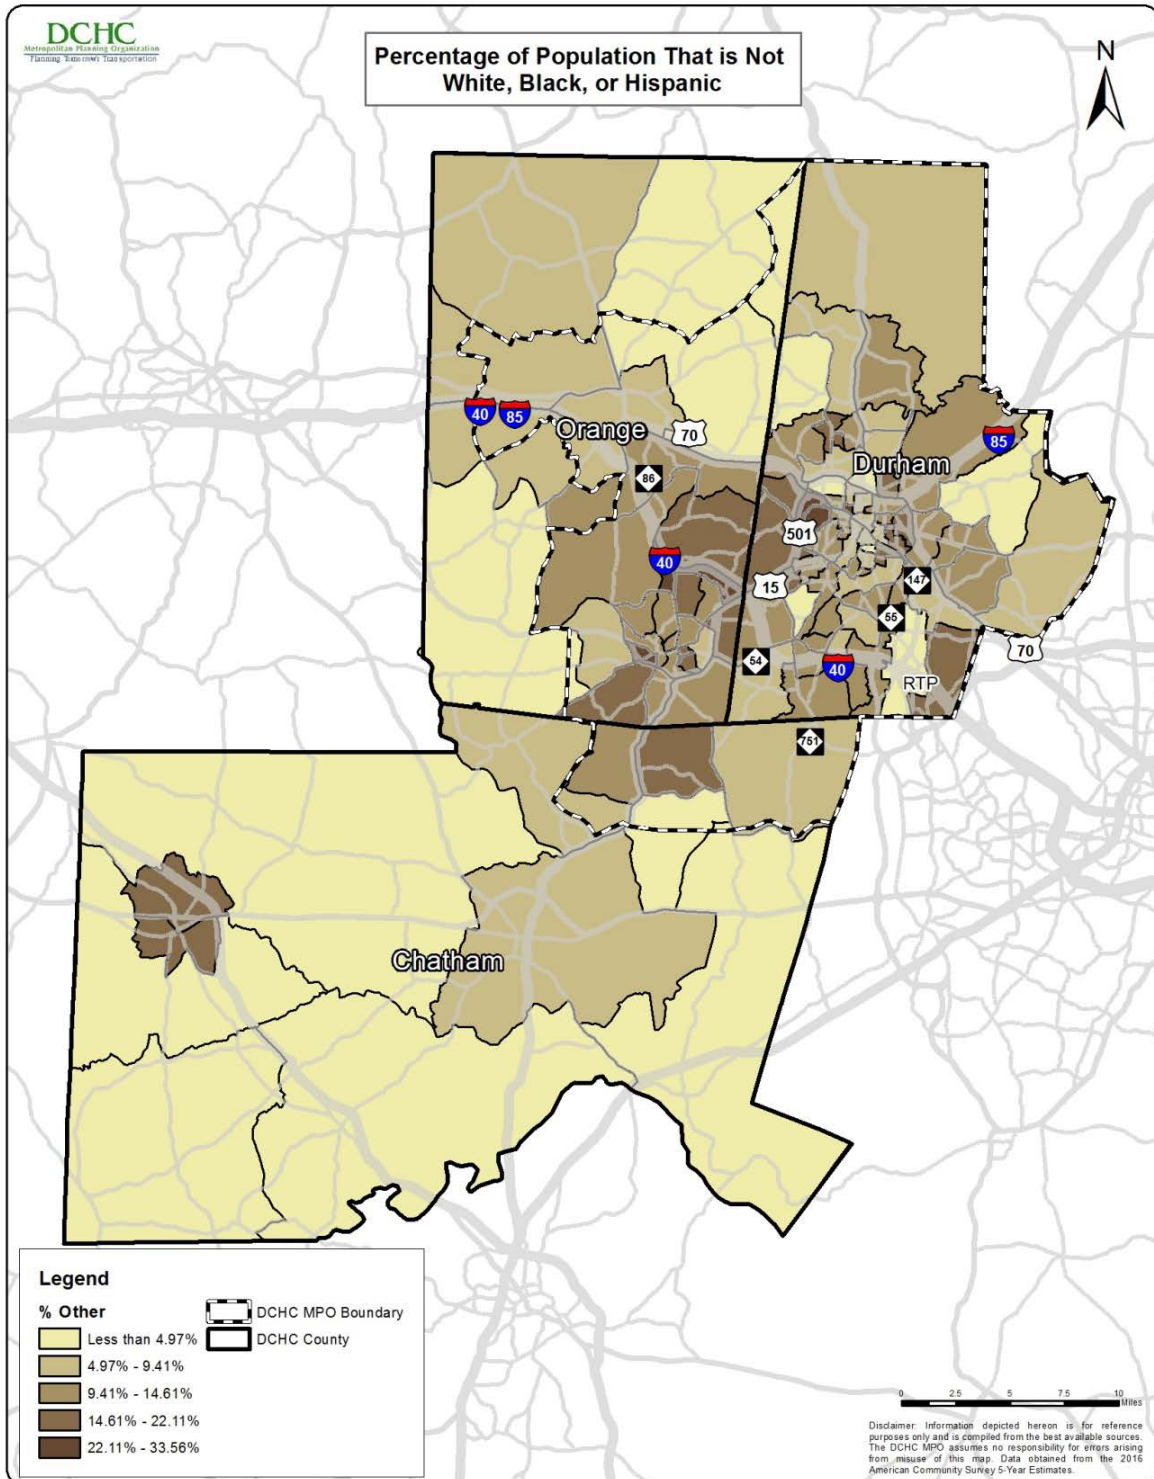 DCHC
Metropolitan Planning Organization
Planning Tomorrow's Transportation
Percentage of Population That is Not
White, Black, or Hispanic
N
40
85
Orange
70
86
Durham
85
501
40
15
147
55
54
40
RTP
70
751
Chatham
Legend
% Other
Less than 4.97%
4.97% - 9.41%
9.41% - 14.61%
14.61% - 22.11%
22.11% - 33.56%
DCHC MPO Boundary
DCHC County
0 2.5 5 7.5 10
Miles
Disclaimer: Information depicted hereon is for reference
purposes only and is compiled from the best available sources.
The DCHC MPO assumes no responsibility for errors arising
from misuse of this map. Data obtained from the 2016
American Community Survey 5-Year Estimates.